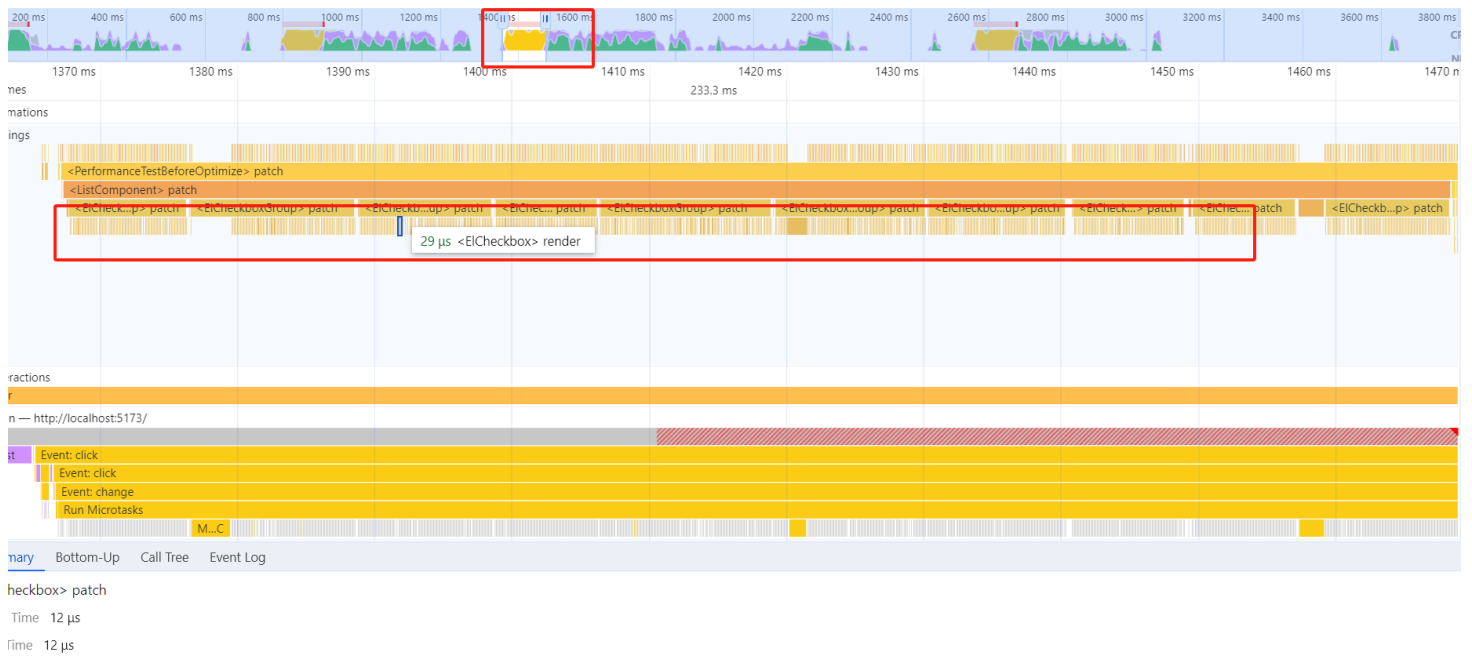 200 ms 400 ms 600 ms 800 ms 1000 ms 1200 ms 1400 ms 1600 ms 1800 ms 2000 ms 2200 ms 2400 ms 2600 ms 2800 ms 3000 ms 3200 ms 3400 ms 3600 ms 3800 ms
CP
NE
1370 ms 1380 ms 1390 ms 1400 ms 1410 ms 1420 ms 1430 ms 1440 ms 1450 ms 1460 ms 1470 m
mes 233.3 ms
mations
ings
<PerformanceTestBeforeOptimize> patch
<ListComponent> patch
<ElCheck...p> patch <ElCheckboxGroup> patch <ElCheckb...up> patch <ElChec... patch <ElCheckboxGroup> patch <ElCheckbox...oup> patch <ElCheckbo...up> patch <ElCheck...> patch <ElChec... patch <ElCheckb...p> patch
29 μs <ElCheckbox> render
eractions
r
n — http://localhost:5173/
st Event: click
Event: click
Event: change
Run Microtasks
M...C
mary Bottom-Up Call Tree Event Log
heckbox> patch
Time 12 μs
Time 12 μs